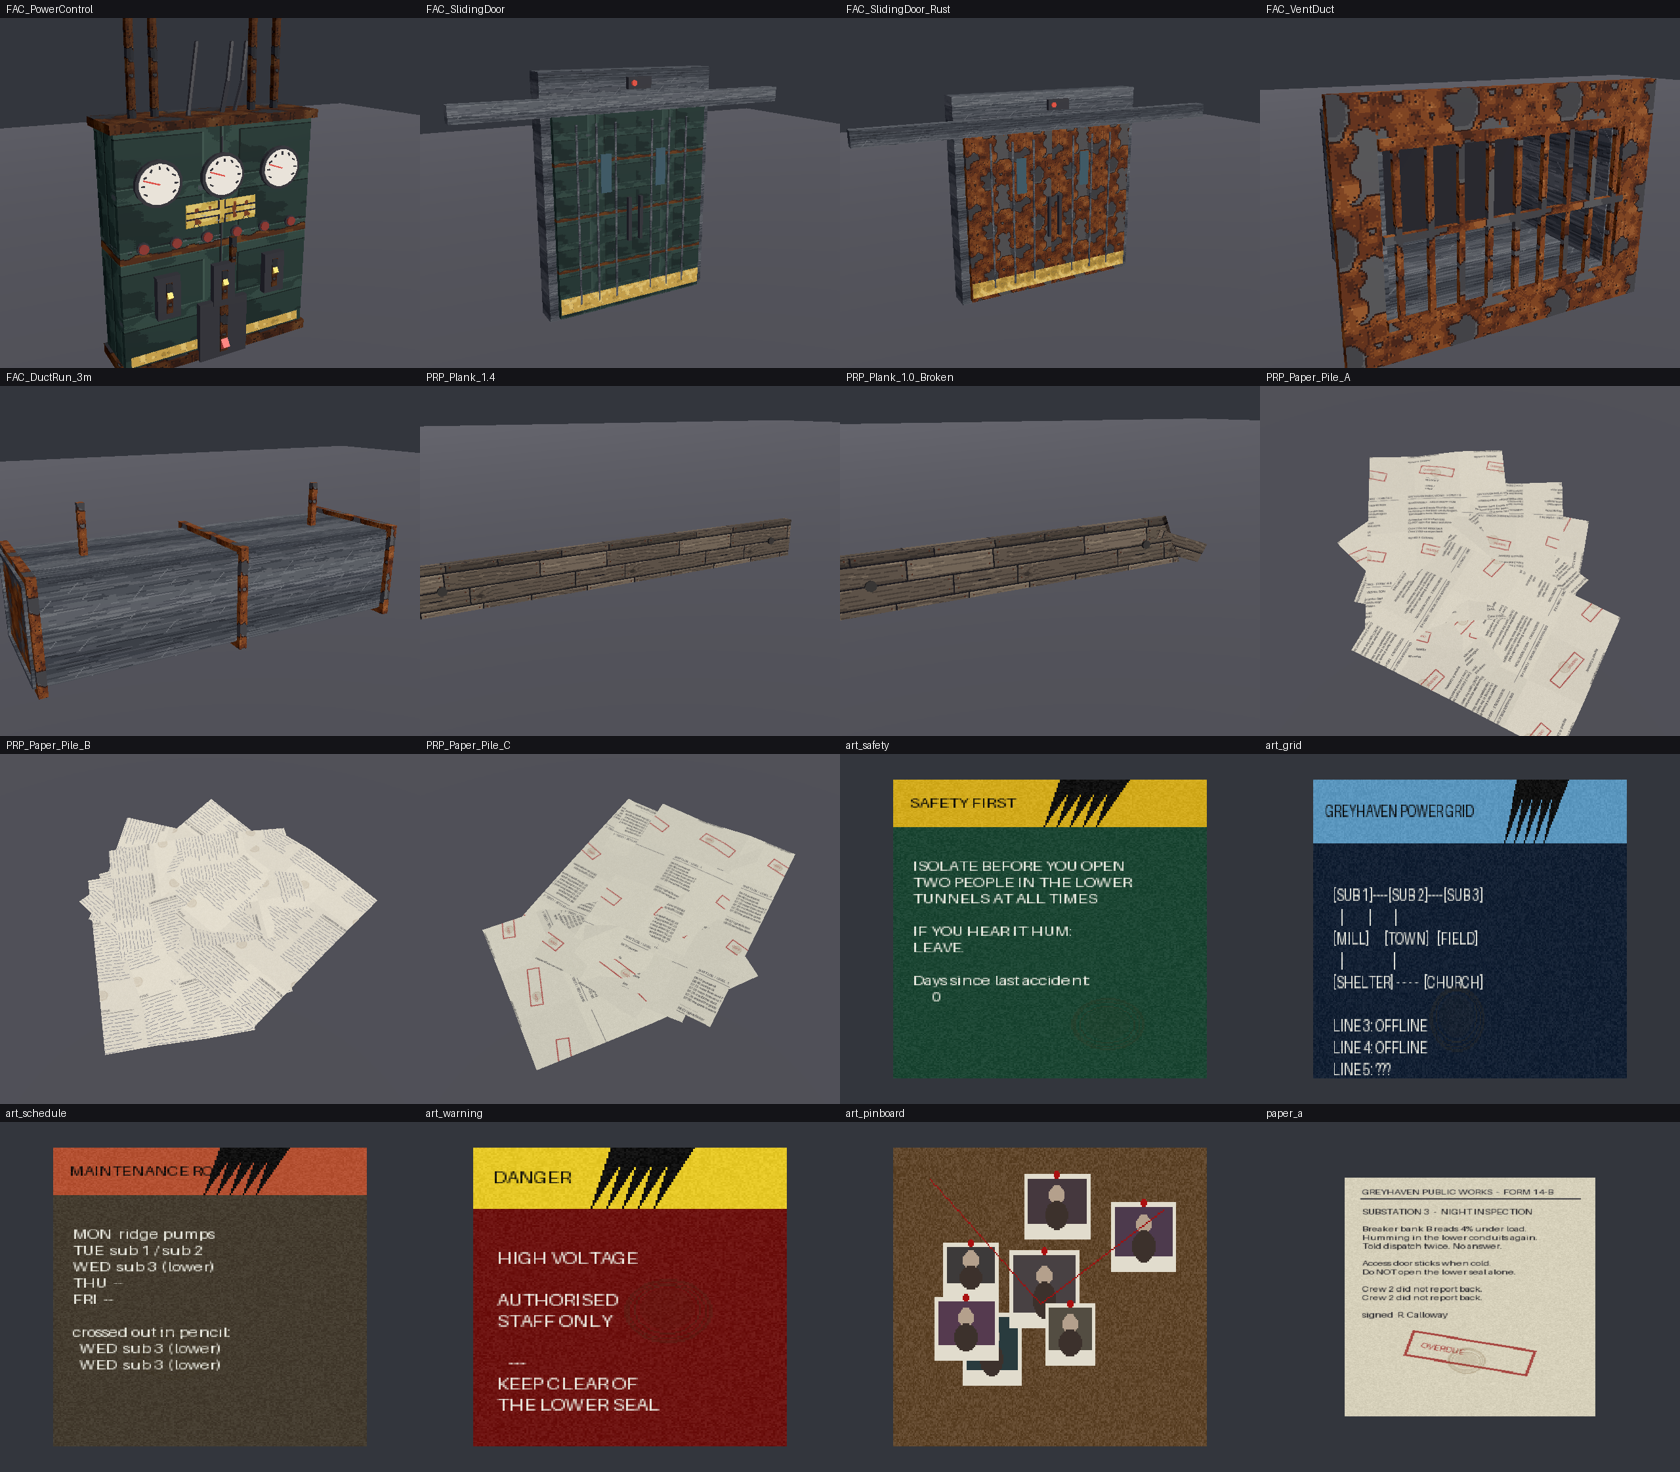 FAC_PowerControl
FAC_SlidingDoor
FAC_SlidingDoor_Rust
FAC_VentDuct
FAC_DuctRun_3m
PRP_Plank_1.4
PRP_Plank_1.0_Broken
PRP_Paper_Pile_A
PRP_Paper_Pile_B
PRP_Paper_Pile_C
art_safety
SAFETY FIRST
ISOLATE BEFORE YOU OPEN
TWO PEOPLE IN THE LOWER
TUNNELS AT ALL TIMES
IF YOU HEAR IT HUM:
LEAVE.
Days since last accident:
0
art_grid
GREYHAVEN POWER GRID
[SUB 1]----[SUB 2]----[SUB 3]
[MILL] [TOWN] [FIELD]
[SHELTER]- - - - [CHURCH]
LINE 3: OFFLINE
LINE 4: OFFLINE
LINE 5: ???
art_schedule
MAINTENANCE RO
MON ridge pumps
TUE sub 1 / sub 2
WED sub 3 (lower)
THU --
FRI --
crossed out in pencil:
WED sub 3 (lower)
WED sub 3 (lower)
art_warning
DANGER
HIGH VOLTAGE
AUTHORISED
STAFF ONLY
---
KEEP CLEAR OF
THE LOWER SEAL
art_pinboard
paper_a
GREYHAVEN PUBLIC WORKS - FORM 14-B
SUBSTATION 3 - NIGHT INSPECTION
Breaker bank B reads 4% under load.
Humming in the lower conduits again.
Told dispatch twice. No answer.
Access door sticks when cold.
Do NOT open the lower seal alone.
Crew 2 did not report back.
Crew 2 did not report back.
signed R Calloway
OVERDUE